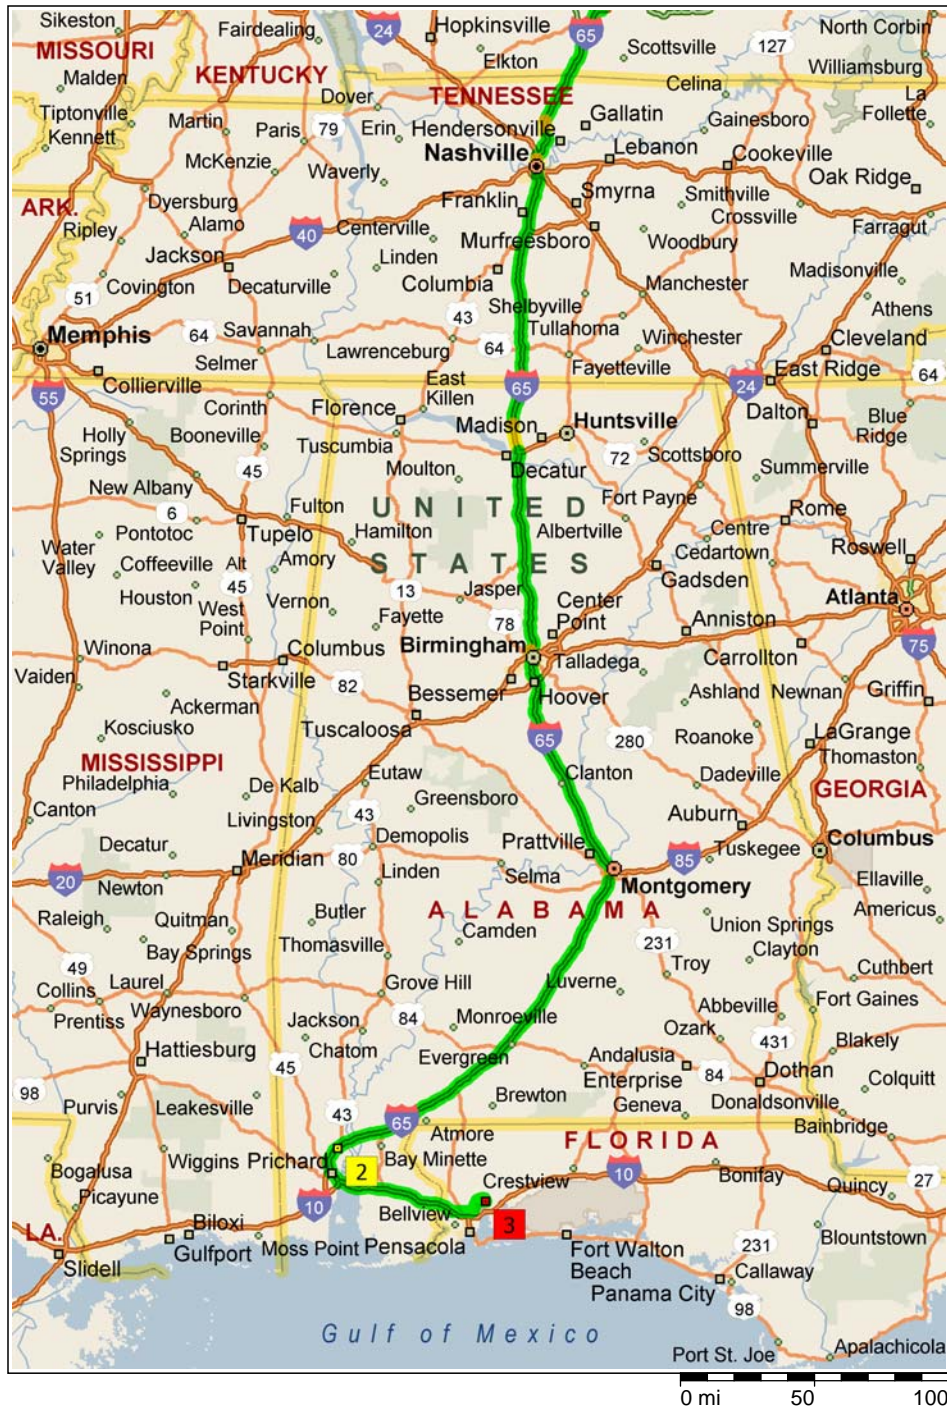 Sikeston
Fairdealing
24
Hopkinsville
65
North Corbin
MISSOURI
Elkton
Scottsville
127
Williamsburg
Malden
KENTUCKY
Celina
La
Follette
Dover
TENNESSEE
Tiptonville
Gallatin
Gainesboro
Kennett
Martin
Paris
79
Erin
Hendersonville
Lebanon
Cookeville
McKenzie
Waverly
Nashville
Oak Ridge
Dyersburg
Franklin
Smyrna
Smithville
ARK.
Alamo
Crossville
Ripley
40
Centerville
Murfreesboro
Woodbury
Farragut
Jackson
Linden
51
Covington
Decaturville
Columbia
Manchester
Madisonville
Shelbyville
43
Athens
Memphis
64
Savannah
Tullahoma
Winchester
Cleveland
Selmer
Lawrenceburg
64
Fayetteville
55
Collierville
East
Killen
65
24
East Ridge
64
Corinth
Florence
Dalton
Blue
Ridge
Holly
Springs
Booneville
Tuscumbia
Madison
Huntsville
45
Moulton
Decatur
72
Scottsboro
Summerville
New Albany
UNITED
Fort Payne
6
Fulton
Rome
Pontotoc
Tupelo
Hamilton
Albertville
Centre
Water
Valley
Coffeeville
Alt
45
Amory
STATES
Cedartown
Roswell
Gadsden
Houston
West
Point
Vernon
13
Jasper
Center
Point
Atlanta
Fayette
78
Anniston
Winona
Columbus
Birmingham
Talladega
Carrollton
75
Vaiden
Starkville
82
Bessemer
Hoover
Ashland
Newnan
Griffin
Ackerman
Tuscaloosa
65
280
Roanoke
LaGrange
Kosciusko
Thomaston
MISSISSIPPI
Philadelphia
De Kalb
Eutaw
Clanton
Dadeville
GEORGIA
Canton
Greensboro
Livingston
43
Auburn
Demopolis
Prattville
Columbus
Decatur
Meridian
80
85
Tuskegee
20
Newton
Linden
Selma
Montgomery
Ellaville
Raleigh
Quitman
Butler
ALABAMA
Union Springs
Americus
Bay Springs
Thomasville
Camden
231
Clayton
49
Collins
Laurel
Grove Hill
Luverne
Troy
Cuthbert
Prentiss
Waynesboro
Abbeville
Fort Gaines
Jackson
84
Monroeville
Ozark
431
Hattiesburg
Chatom
Evergreen
Andalusia
Blakely
98
45
Enterprise
84
Dothan
Purvis
Leakesville
43
Brewton
Geneva
Donaldsonville
Colquitt
65
Atmore
FLORIDA
Bainbridge
Bogalusa
Wiggins
Prichard
2
Bay Minette
Crestview
10
Bonifay
Picayune
10
Quincy
27
LA.
Biloxi
Bellview
3
Blountstown
Slidell
Gulfport
Moss Point
Pensacola
Fort Walton
Beach
231
Callaway
Panama City
98
Gulf of Mexico
Port St. Joe
Apalachicola
0 mi
50
100